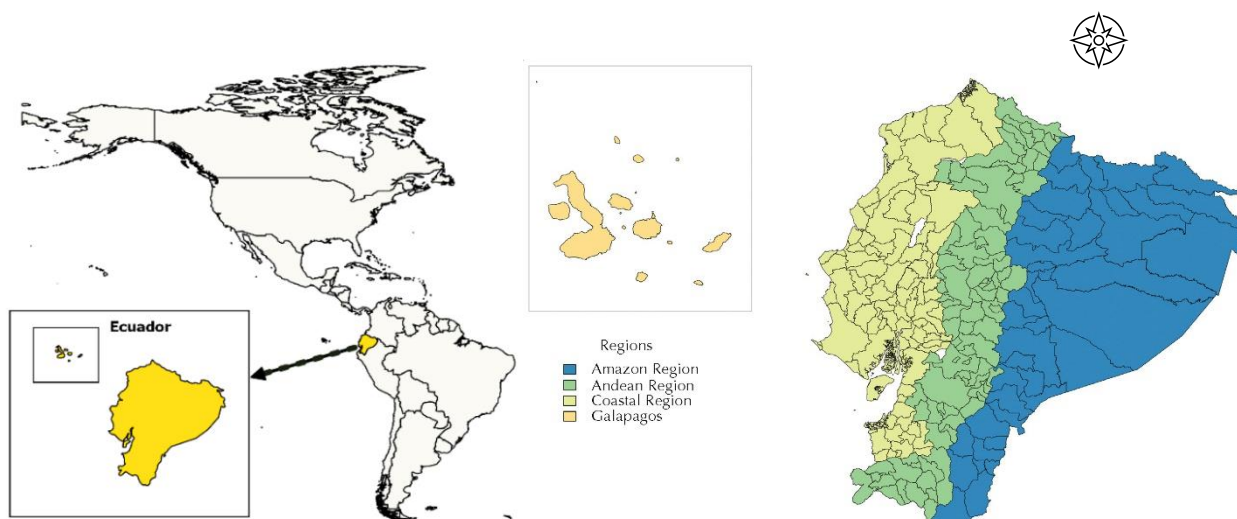 Ecuador
Regions
Amazon Region
Andean Region
Coastal Region
Galapagos